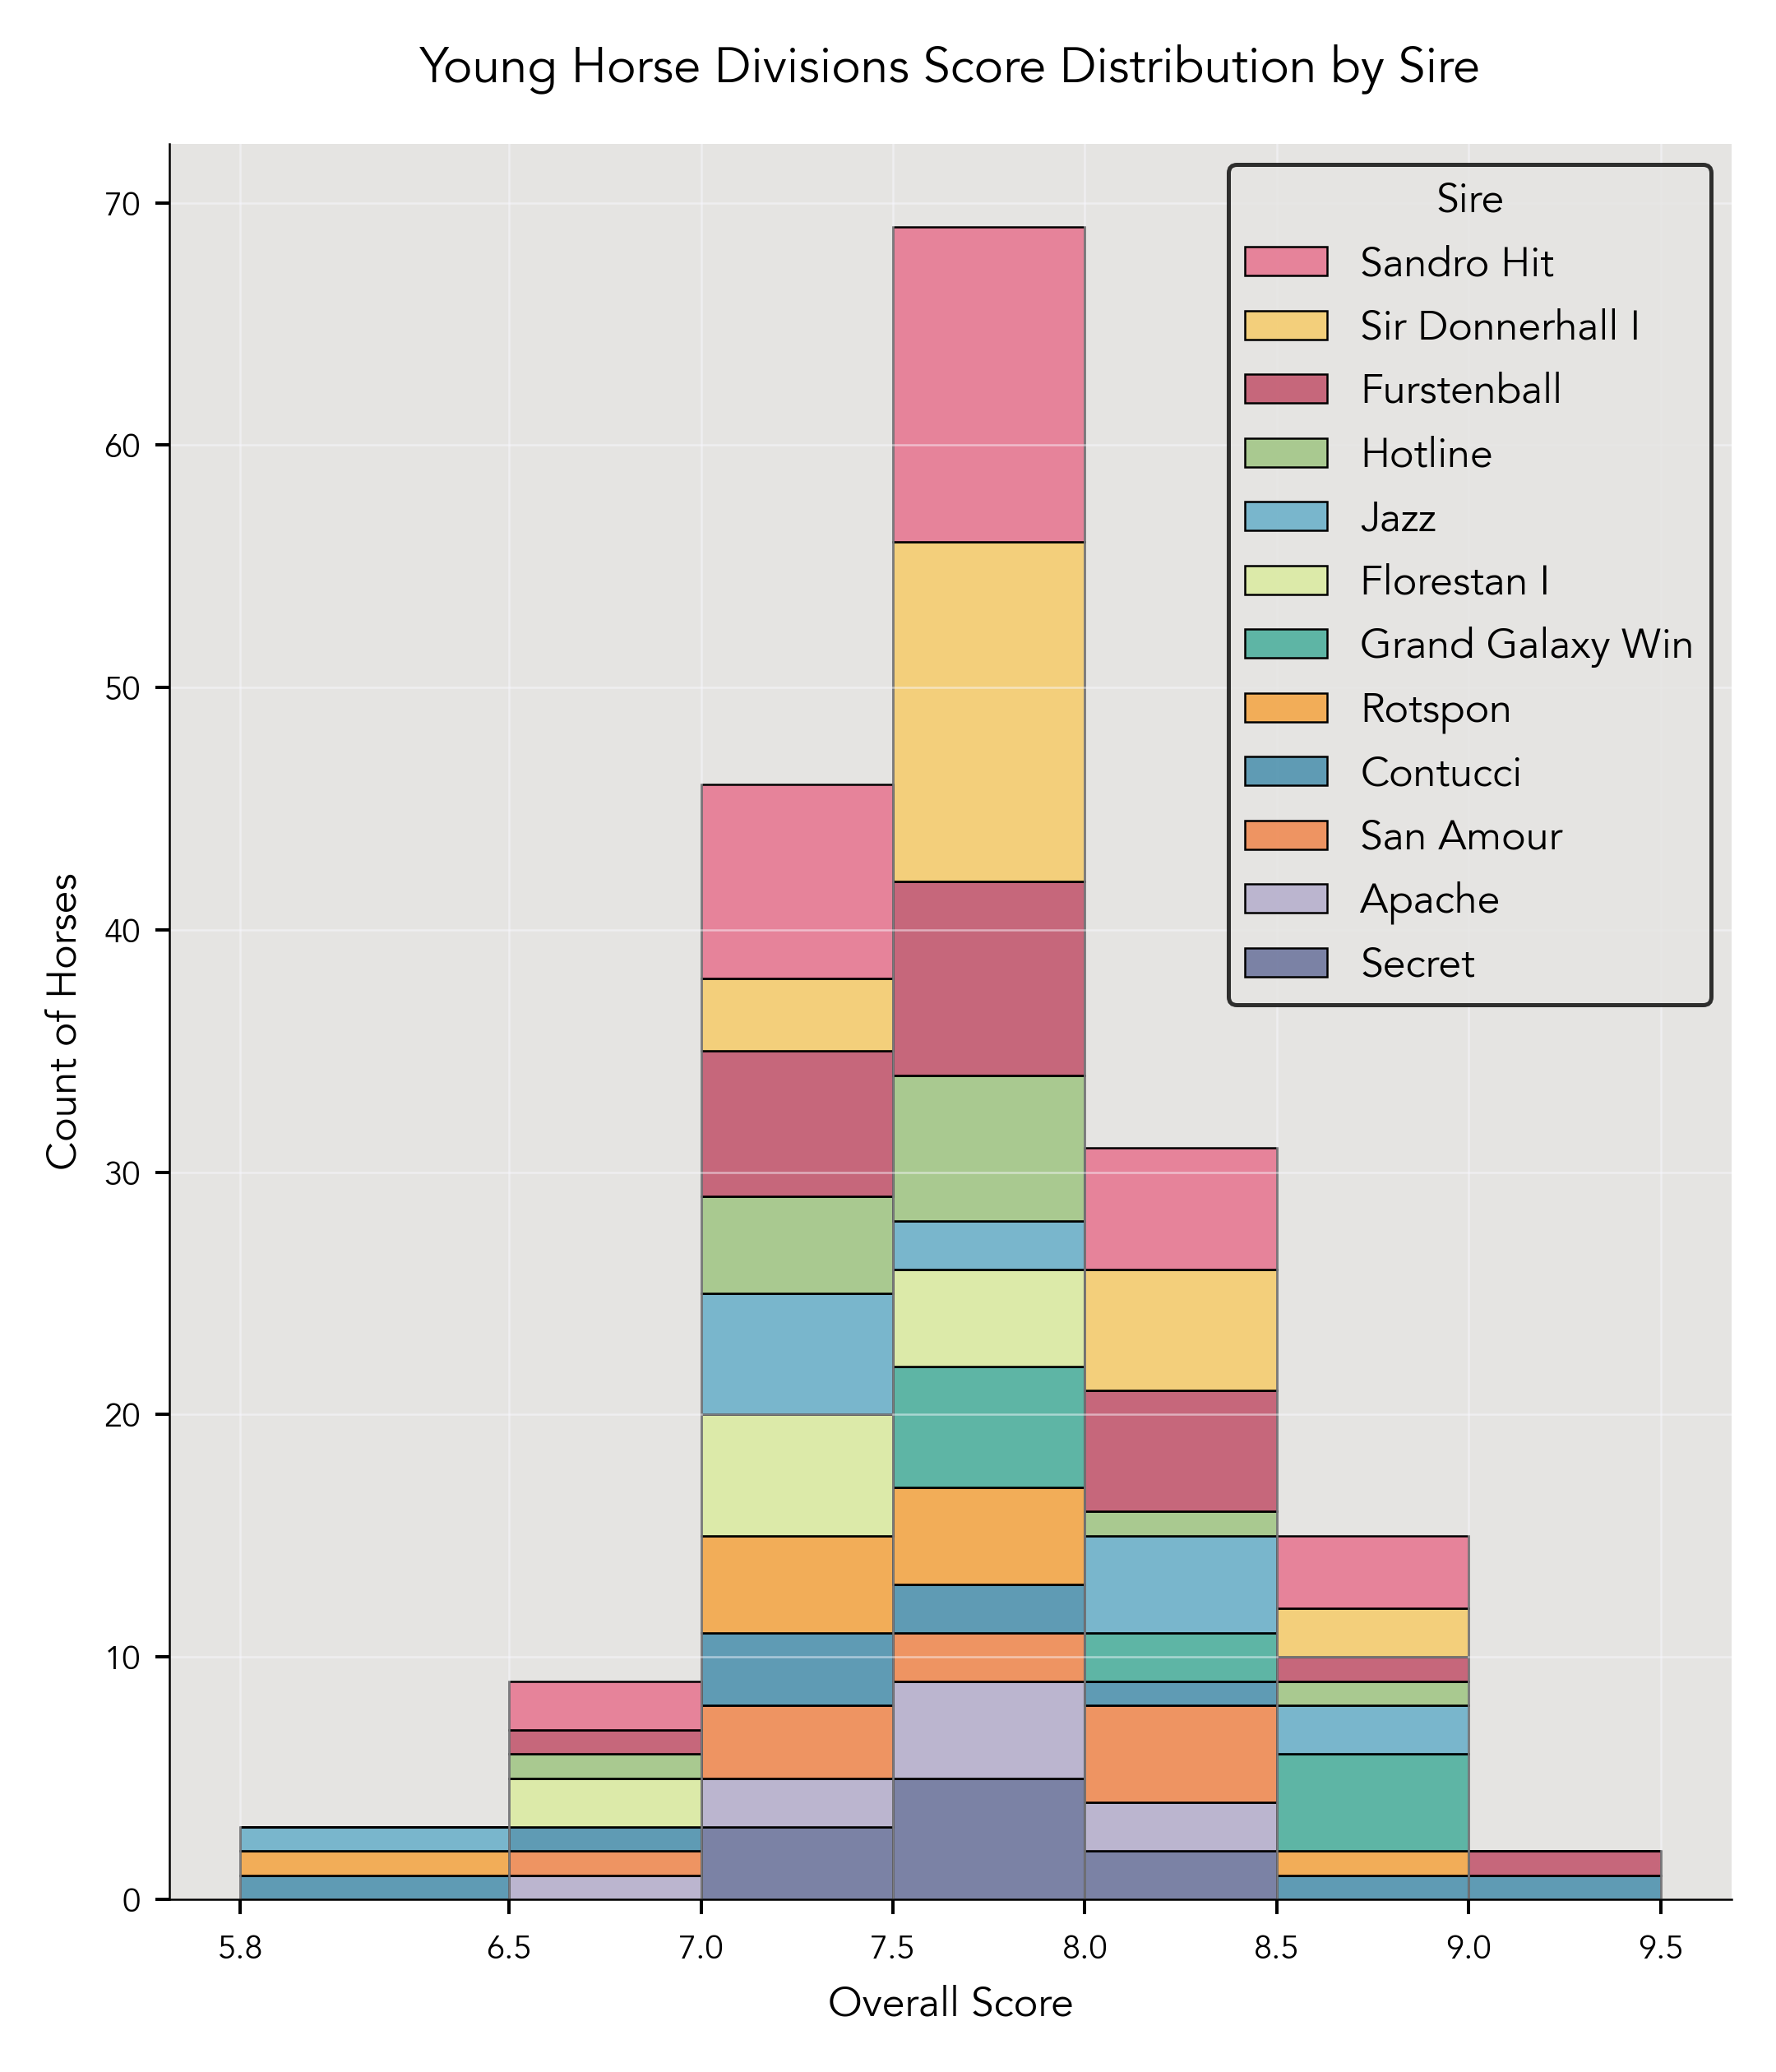 Young Horse Divisions Score Distribution by Sire
Sire
Sandro Hit
Sir Donnerhall I
Furstenball
Hotline
Jazz
Florestan I
Grand Galaxy Win
Rotspon
Contucci
San Amour
Apache
Secret
Count of Horses
70
60
50
40
30
20
10
0
5.8 6.5 7.0 7.5 8.0 8.5 9.0 9.5
Overall Score